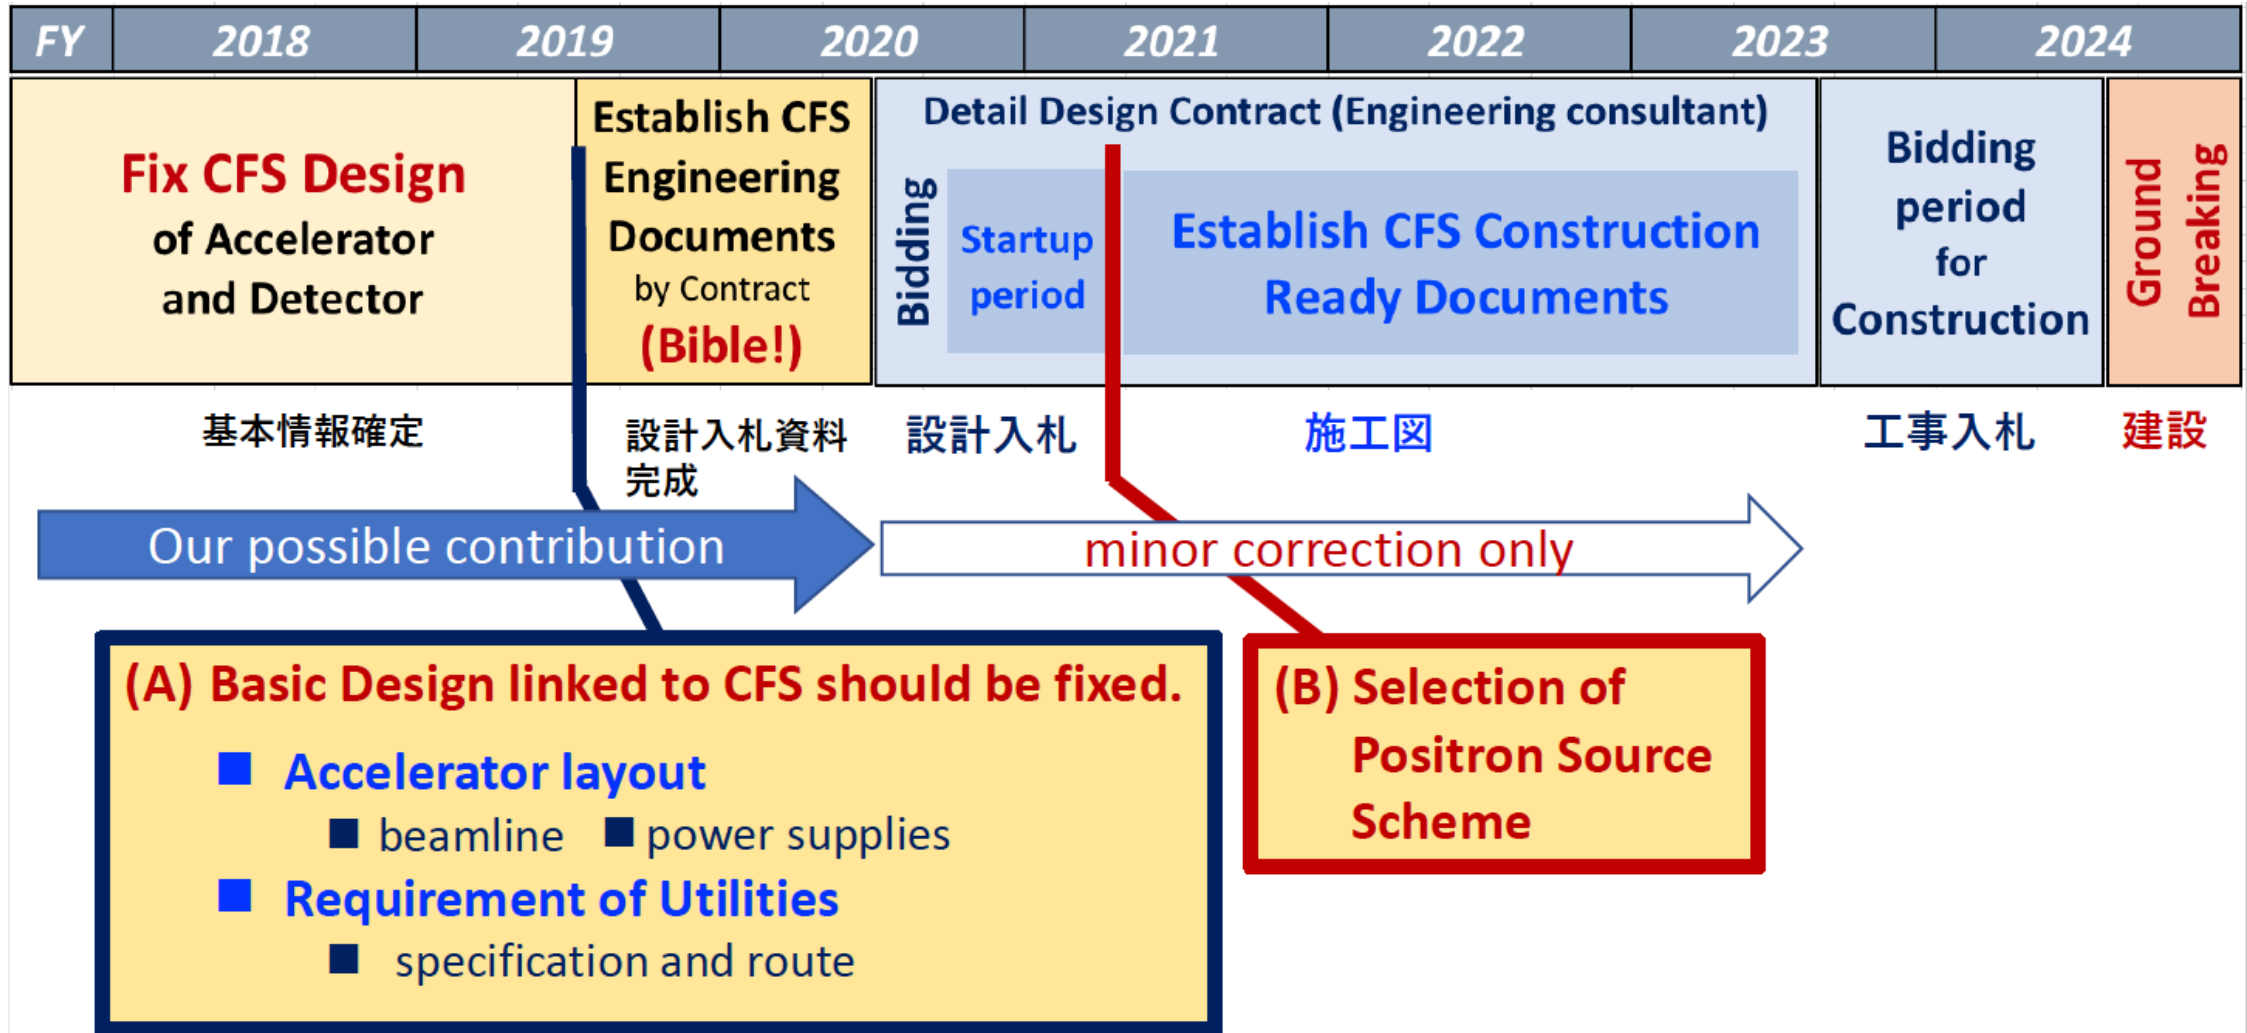 FY 2018 2019 2020 2021 2022 2023 2024
Fix CFS Design
of Accelerator
and Detector
Establish CFS
Engineering
Documents
by Contract
(Bible!)
Detail Design Contract (Engineering consultant)
Bidding
Startup
period
Establish CFS Construction
Ready Documents
Bidding
period
for
Construction
Ground
Breaking
基本情報確定
設計入札資料
完成
設計入札
施工図
工事入札
建設
Our possible contribution
minor correction only
(A) Basic Design linked to CFS should be fixed.
■ Accelerator layout
■ beamline ■ power supplies
■ Requirement of Utilities
■ specification and route
(B) Selection of
Positron Source
Scheme